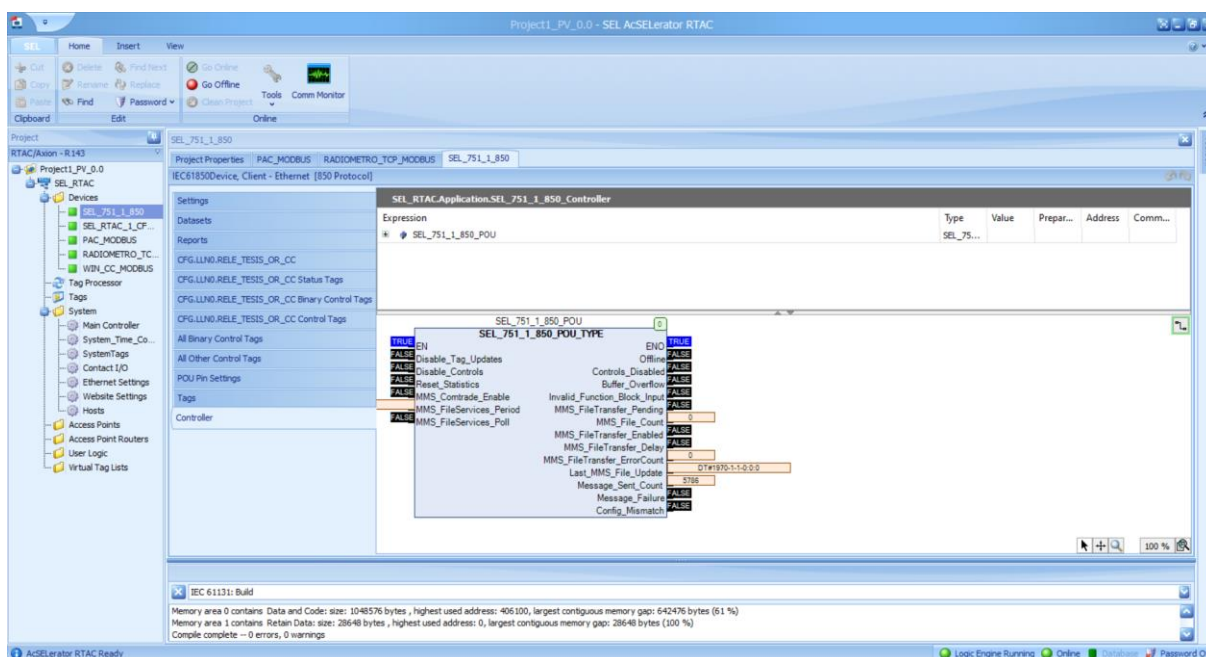 Project1_PV_0.0 - SEL AcSELerator RTAC
SEL Home Insert View
Cut Delete Find Next Go Online
Copy Rename Replace Go Offline Tools Comm Monitor
Paste Find Password Clean Project
Clipboard Edit Online
Project
RTAC/Axion - R143
Project1_PV_0.0
SEL_RTAC
Devices
SEL_751_1_850
SEL_RTAC_1_CF...
PAC_MODBUS
RADIOMETRO_TC...
WIN_CC_MODBUS
Tag Processor
Tags
System
Main Controller
System_Time_Co...
SystemTags
Contact I/O
Ethernet Settings
Website Settings
Hosts
Access Points
Access Point Routers
User Logic
Virtual Tag Lists
SEL_751_1_850
Project Properties PAC_MODBUS RADIOMETRO_TCP_MODBUS SEL_751_1_850
IEC61850Device, Client - Ethernet [850 Protocol]
Settings
Datasets
Reports
CFG.LLN0.RELE_TESIS_OR_CC
CFG.LLN0.RELE_TESIS_OR_CC Status Tags
CFG.LLN0.RELE_TESIS_OR_CC Binary Control Tags
CFG.LLN0.RELE_TESIS_OR_CC Control Tags
All Binary Control Tags
All Other Control Tags
POU Pin Settings
Tags
Controller
SEL_RTAC.Application.SEL_751_1_850_Controller
Expression Type Value Prepar... Address Comm...
SEL_751_1_850_POU SEL_75...
SEL_751_1_850_POU 0
SEL_751_1_850_POU_TYPE
TRUE EN ENO TRUE
FALSE Disable_Tag_Updates Offline FALSE
FALSE Disable_Controls Controls_Disabled FALSE
FALSE Reset_Statistics Buffer_Overflow FALSE
FALSE MMS_Comtrade_Enable Invalid_Function_Block_Input FALSE
MMS_FileServices_Period MMS_FileTransfer_Pending FALSE
FALSE MMS_FileServices_Poll MMS_File_Count 0
MMS_FileTransfer_Enabled FALSE
MMS_FileTransfer_Delay FALSE
MMS_FileTransfer_ErrorCount 0
Last_MMS_File_Update DT#1970-1-1-0:0:0
Message_Sent_Count 5786
Message_Failure FALSE
Config_Mismatch FALSE
100 %
IEC 61131: Build
Memory area 0 contains Data and Code: size: 1048576 bytes , highest used address: 406100, largest contiguous memory gap: 642476 bytes (61 %)
Memory area 1 contains Retain Data: size: 28648 bytes , highest used address: 0, largest contiguous memory gap: 28648 bytes (100 %)
Compile complete -- 0 errors, 0 warnings
AcSELerator RTAC Ready Logic Engine Running Online Database Password O